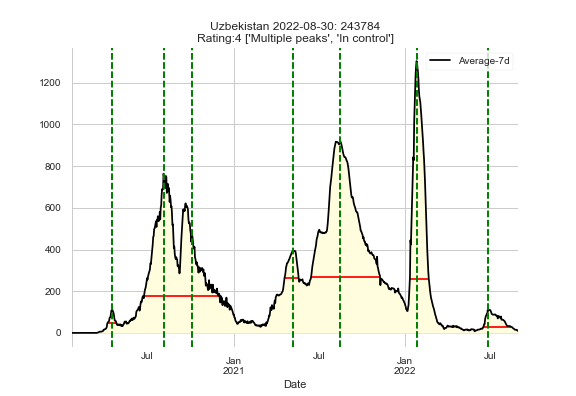 Uzbekistan 2022-08-30: 243784
Rating:4 ['Multiple peaks', 'In control']
Average-7d
1200
1000
800
600
400
200
0
Jul
Jan
2021
Jul
Jan
2022
Jul
Date